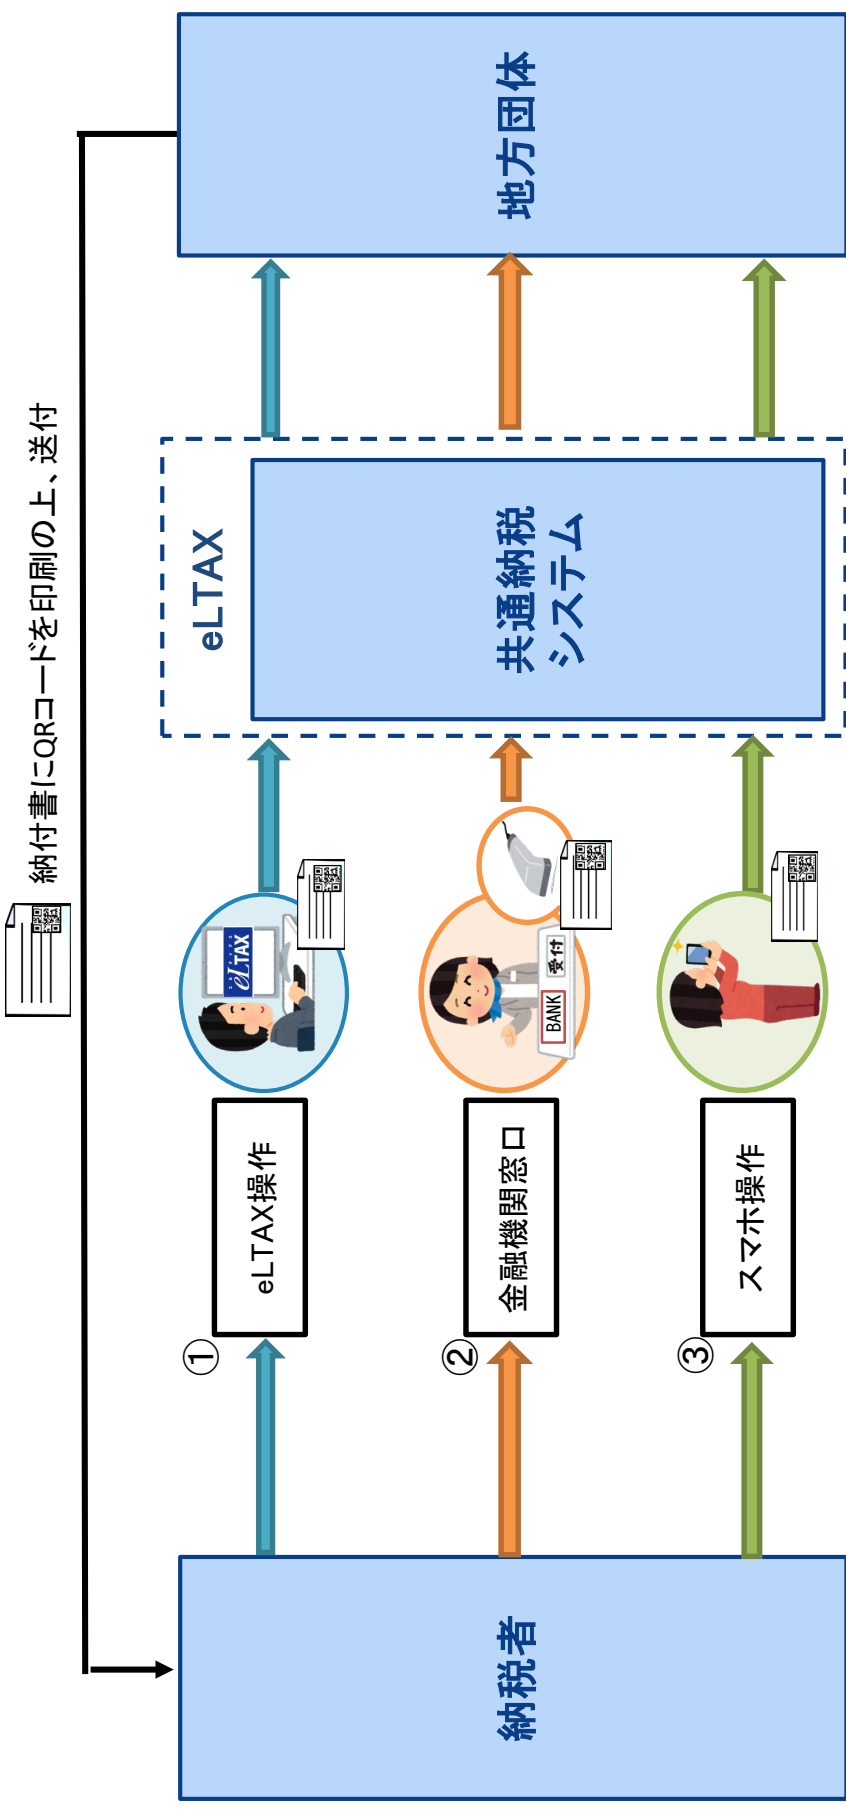 納付書にQRコードを印刷の上、送付
納税者
①
eLTAX操作
eLTAX
②
金融機関窓口
BANK
受付
③
スマホ操作
eLTAX
共通納税
システム
地方団体